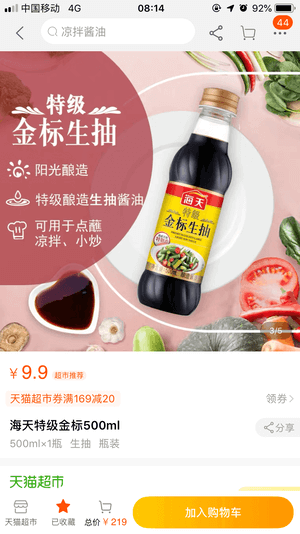 中国移动 4G 08:14 92%
凉拌酱油
44
特级
金标生抽
阳光酿造
特级酿造生抽酱油
可用于点蘸
凉拌、小炒
海天
特级
金标生抽
3/5
¥9.9 超市推荐
天猫超市券满169减20 领券
海天特级金标500ml
分享
500ml×1瓶 生抽 瓶装
天猫超市
天猫超市 已收藏 总价 ¥219 加入购物车